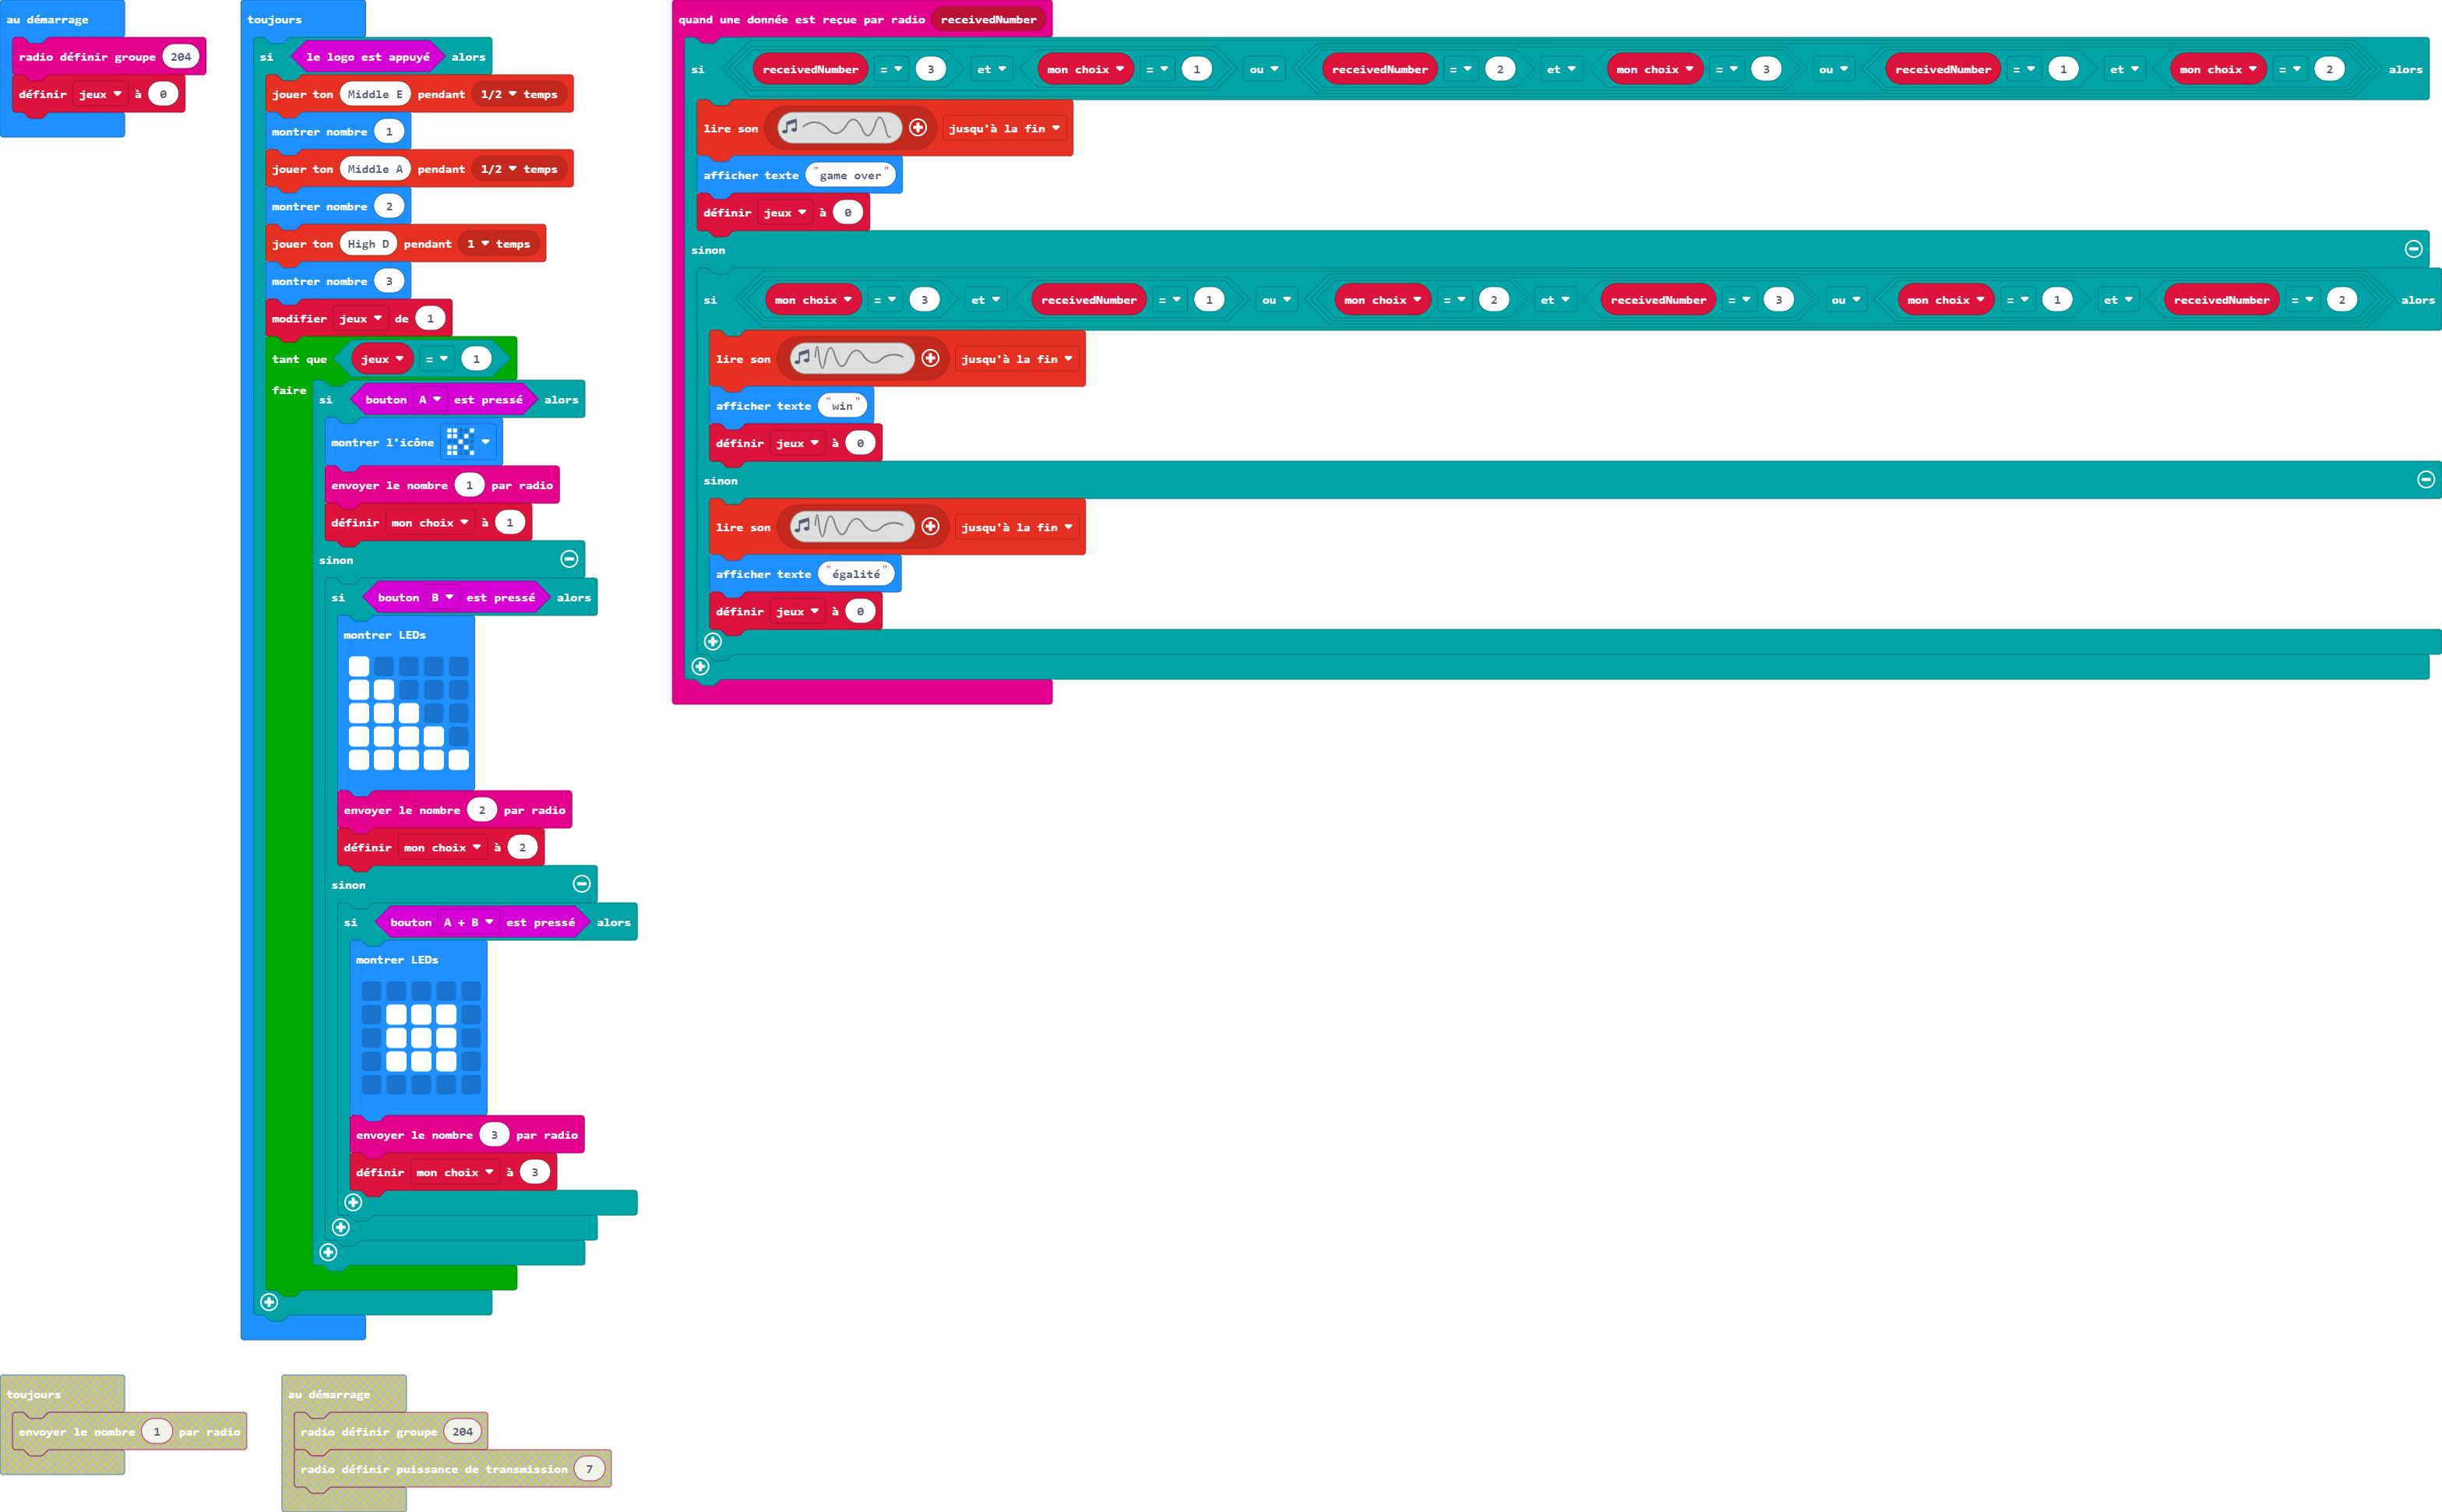 au démarrage
radio définir groupe 204
définir jeux à 0
toujours
si le logo est appuyé alors
jouer ton Middle E pendant 1/2 temps
montrer nombre 1
jouer ton Middle A pendant 1/2 temps
montrer nombre 2
jouer ton High D pendant 1 temps
montrer nombre 3
modifier jeux de 1
tant que jeux = 1
faire si bouton A est pressé alors
montrer l'icône
envoyer le nombre 1 par radio
définir mon choix à 1
sinon
si bouton B est pressé alors
montrer LEDs
envoyer le nombre 2 par radio
définir mon choix à 2
sinon
si bouton A + B est pressé alors
montrer LEDs
envoyer le nombre 3 par radio
définir mon choix à 3
quand une donnée est reçue par radio receivedNumber
si receivedNumber = 3 et mon choix = 1 ou receivedNumber = 2 et mon choix = 3 ou receivedNumber = 1 et mon choix = 2 alors
lire son jusqu'à la fin
afficher texte "game over"
définir jeux à 0
sinon
si mon choix = 3 et receivedNumber = 1 ou mon choix = 2 et receivedNumber = 3 ou mon choix = 1 et receivedNumber = 2 alors
lire son jusqu'à la fin
afficher texte "win"
définir jeux à 0
sinon
lire son jusqu'à la fin
afficher texte "égalité"
définir jeux à 0
toujours
envoyer le nombre 1 par radio
au démarrage
radio définir groupe 204
radio définir puissance de transmission 7